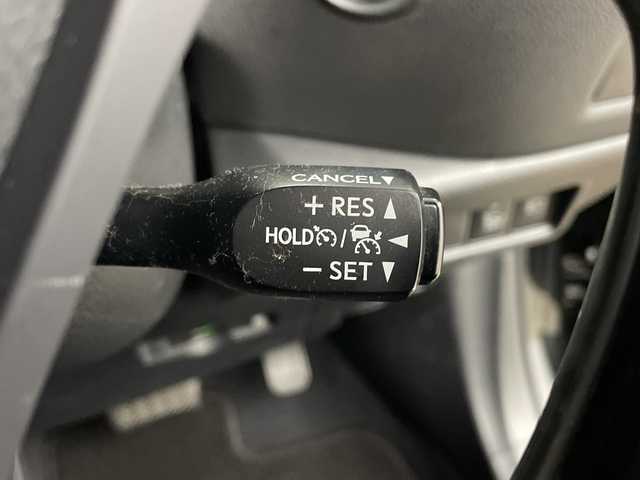 CANCEL▼
+ RES ▲
HOLD / ◀
− SET ▼